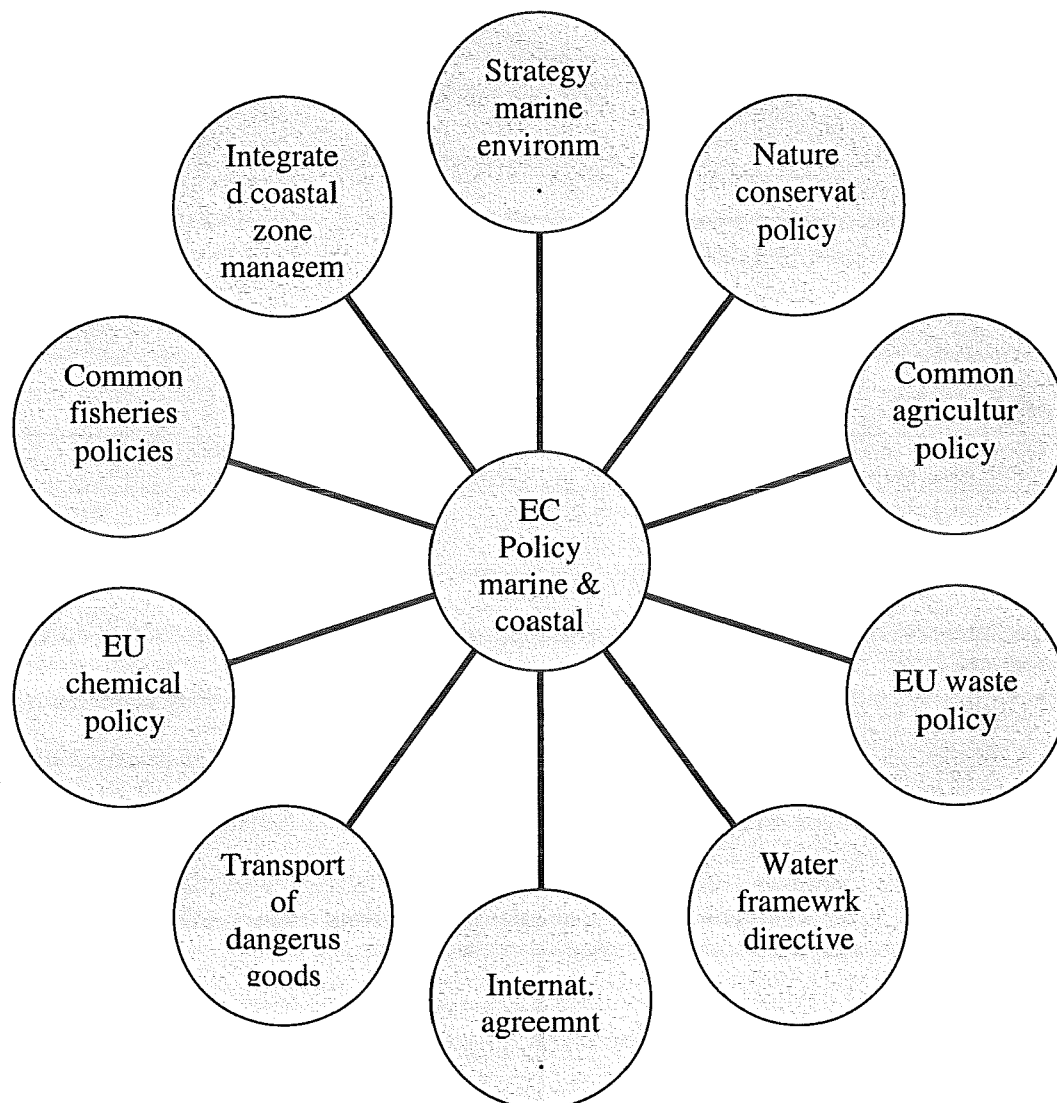 Strategy
marine
environm
.
Nature
conservat
policy
Common
agricultur
policy
EU waste
policy
Water
framewrk
directive
Internat.
agreemnt
.
Transport
of
dangerus
goods
EU
chemical
policy
Common
fisheries
policies
Integrate
d coastal
zone
managem
EC
Policy
marine &
coastal